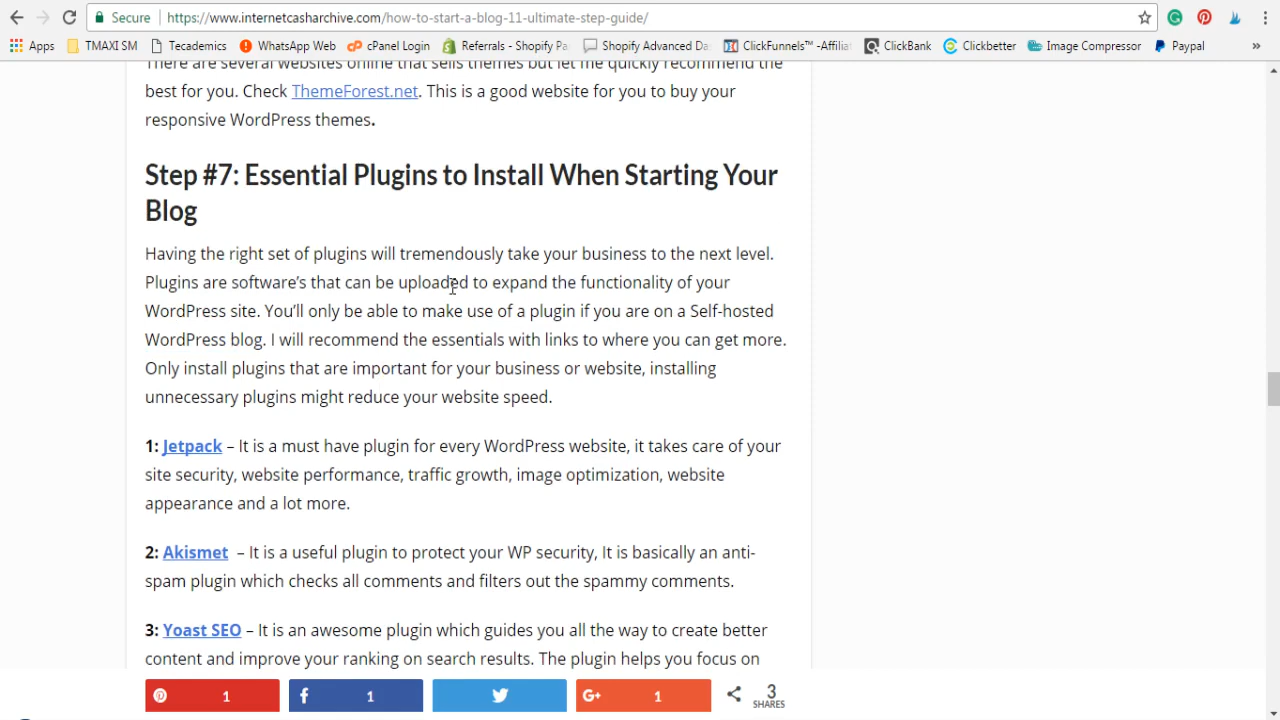 Secure https://www.internetcasharchive.com/how-to-start-a-blog-11-ultimate-step-guide/
Apps TMAXI SM Tecademics WhatsApp Web cPanel Login Referrals - Shopify Pa Shopify Advanced Da ClickFunnels™ -Affilia ClickBank Clickbetter Image Compressor Paypal »
There are several websites online that sells themes but let me quickly recommend the
best for you. Check ThemeForest.net. This is a good website for you to buy your
responsive WordPress themes.
Step #7: Essential Plugins to Install When Starting Your
Blog
Having the right set of plugins will tremendously take your business to the next level.
Plugins are software’s that can be uploaded to expand the functionality of your
WordPress site. You’ll only be able to make use of a plugin if you are on a Self-hosted
WordPress blog. I will recommend the essentials with links to where you can get more.
Only install plugins that are important for your business or website, installing
unnecessary plugins might reduce your website speed.
1: Jetpack – It is a must have plugin for every WordPress website, it takes care of your
site security, website performance, traffic growth, image optimization, website
appearance and a lot more.
2: Akismet – It is a useful plugin to protect your WP security, It is basically an anti-
spam plugin which checks all comments and filters out the spammy comments.
3: Yoast SEO – It is an awesome plugin which guides you all the way to create better
content and improve your ranking on search results. The plugin helps you focus on
1 1 G+ 1 3
SHARES